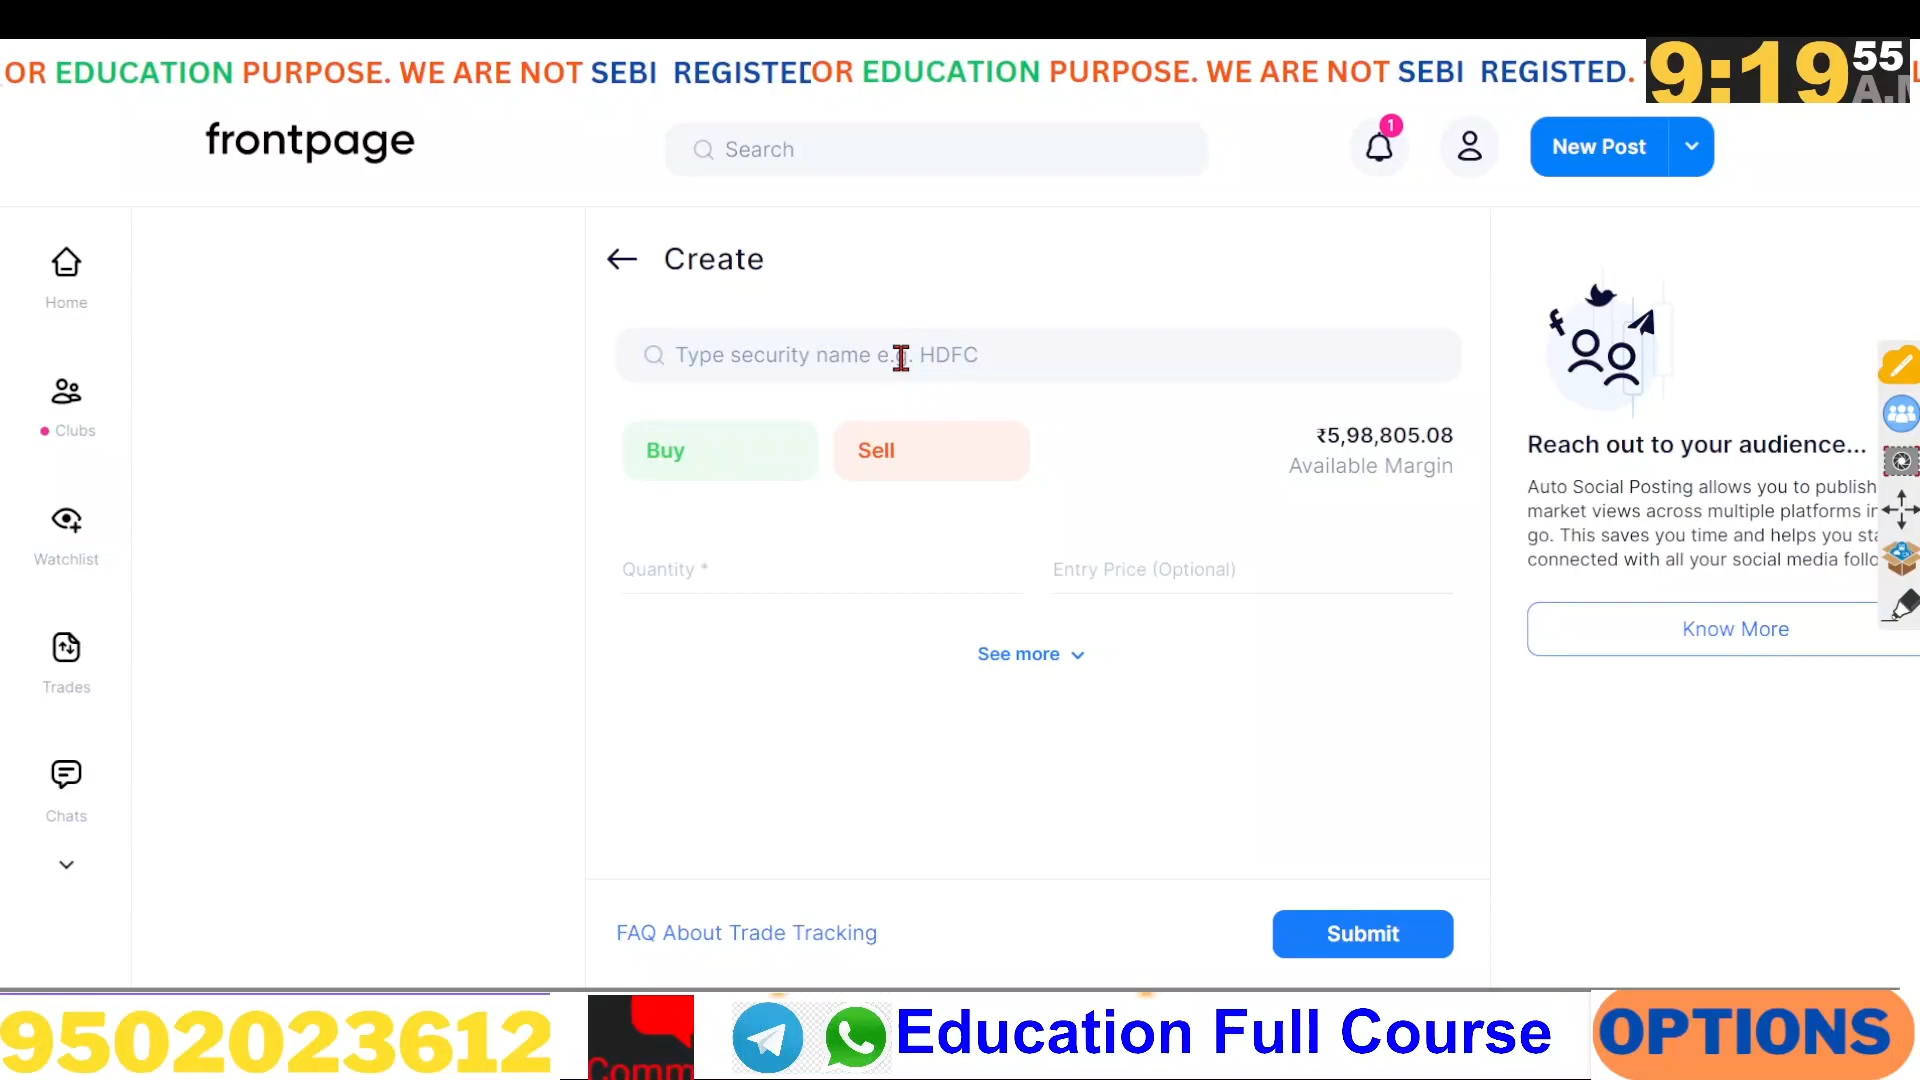 OR EDUCATION PURPOSE. WE ARE NOT SEBI REGISTED
OR EDUCATION PURPOSE. WE ARE NOT SEBI REGISTED.
9:19 55
frontpage
Search
1
New Post
Home
Clubs
Watchlist
Trades
Chats
Create
Type security name e.g. HDFC
Buy
Sell
₹5,98,805.08
Available Margin
Quantity *
Entry Price (Optional)
See more
FAQ About Trade Tracking
Submit
Reach out to your audience...
Auto Social Posting allows you to publish
market views across multiple platforms in
go. This saves you time and helps you sta
connected with all your social media follo
Know More
9502023612
Comm
Education Full Course
OPTIONS